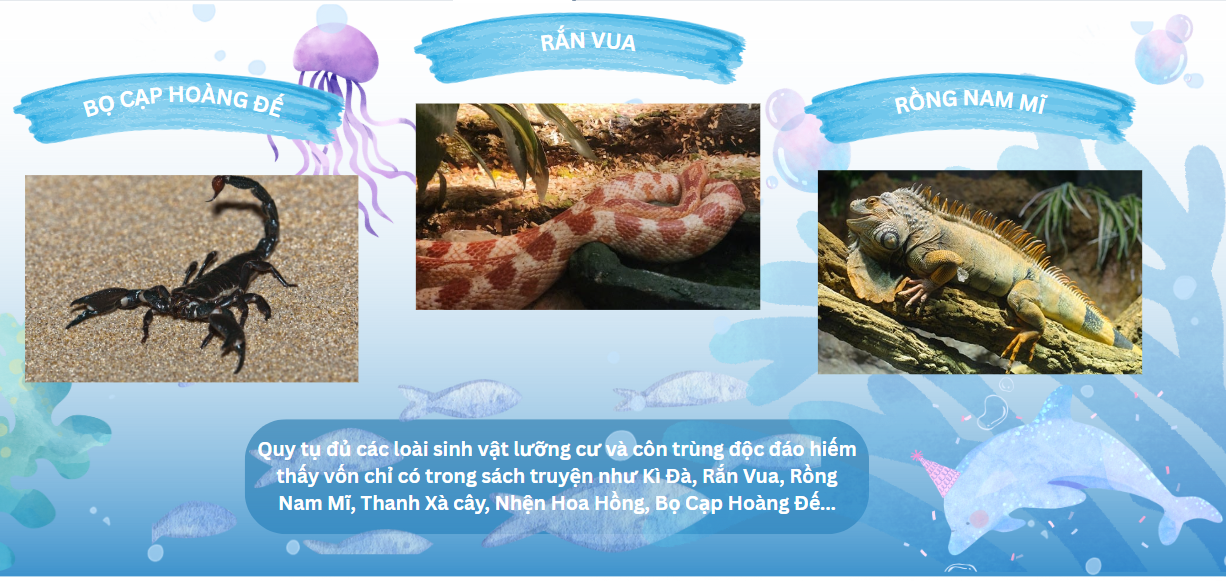 BỌ CẠP HOÀNG ĐẾ
RẮN VUA
RỒNG NAM MĨ
Quy tụ đủ các loài sinh vật lưỡng cư và côn trùng độc đáo hiếm
thấy vốn chỉ có trong sách truyện như Kì Đà, Rắn Vua, Rồng
Nam Mĩ, Thanh Xà cây, Nhện Hoa Hồng, Bọ Cạp Hoàng Đế...